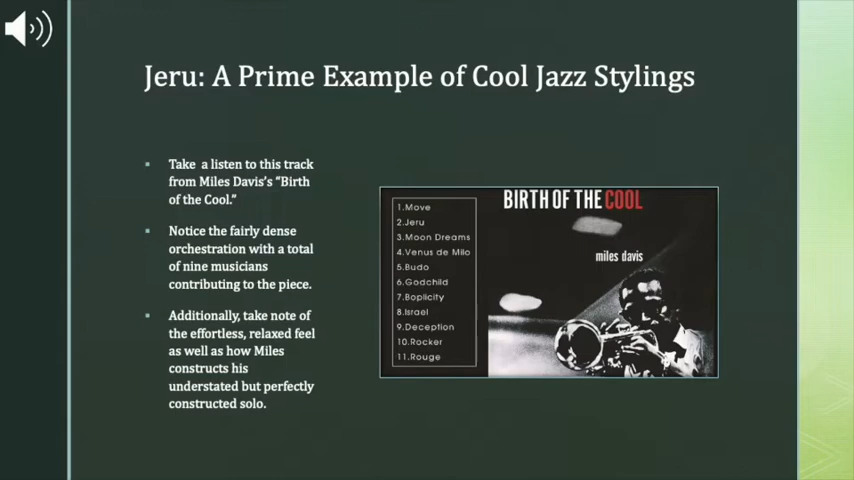 Jeru: A Prime Example of Cool Jazz Stylings
Take a listen to this track
from Miles Davis's “Birth
of the Cool.”
Notice the fairly dense
orchestration with a total
of nine musicians
contributing to the piece.
Additionally, take note of
the effortless, relaxed feel
as well as how Miles
constructs his
understated but perfectly
constructed solo.
1.Move
2.Jeru
3.Moon Dreams
4.Venus de Milo
5.Budo
6.Godchild
7.Boplicity
8.Israel
9.Deception
10.Rocker
11.Rouge
BIRTH OF THE COOL
miles davis